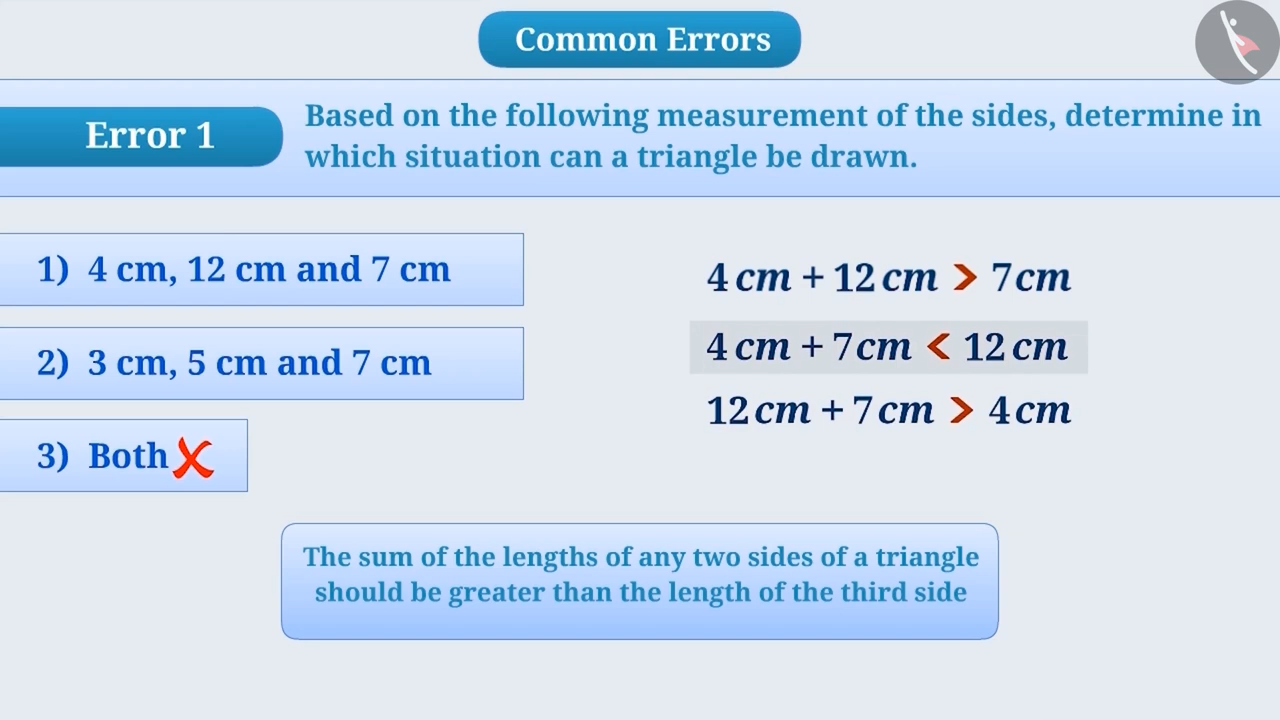 Common Errors
Error 1
Based on the following measurement of the sides, determine in
which situation can a triangle be drawn.
1) 4 cm, 12 cm and 7 cm
2) 3 cm, 5 cm and 7 cm
3) Both
4 cm + 12 cm > 7 cm
4 cm + 7 cm < 12 cm
12 cm + 7 cm > 4 cm
The sum of the lengths of any two sides of a triangle
should be greater than the length of the third side